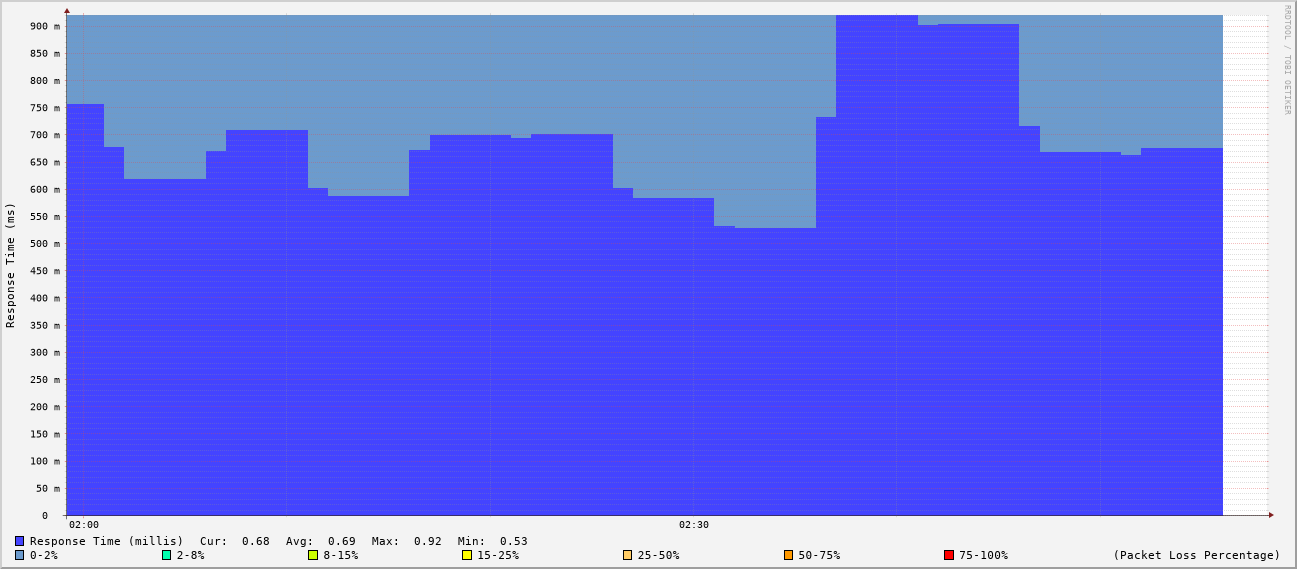 RRDTOOL / TOBI OETIKER
Response Time (ms)
900 m
850 m
800 m
750 m
700 m
650 m
600 m
550 m
500 m
450 m
400 m
350 m
300 m
250 m
200 m
150 m
100 m
50 m
0
02:00 02:30
Response Time (millis) Cur: 0.68 Avg: 0.69 Max: 0.92 Min: 0.53
0-2% 2-8% 8-15% 15-25% 25-50% 50-75% 75-100% (Packet Loss Percentage)